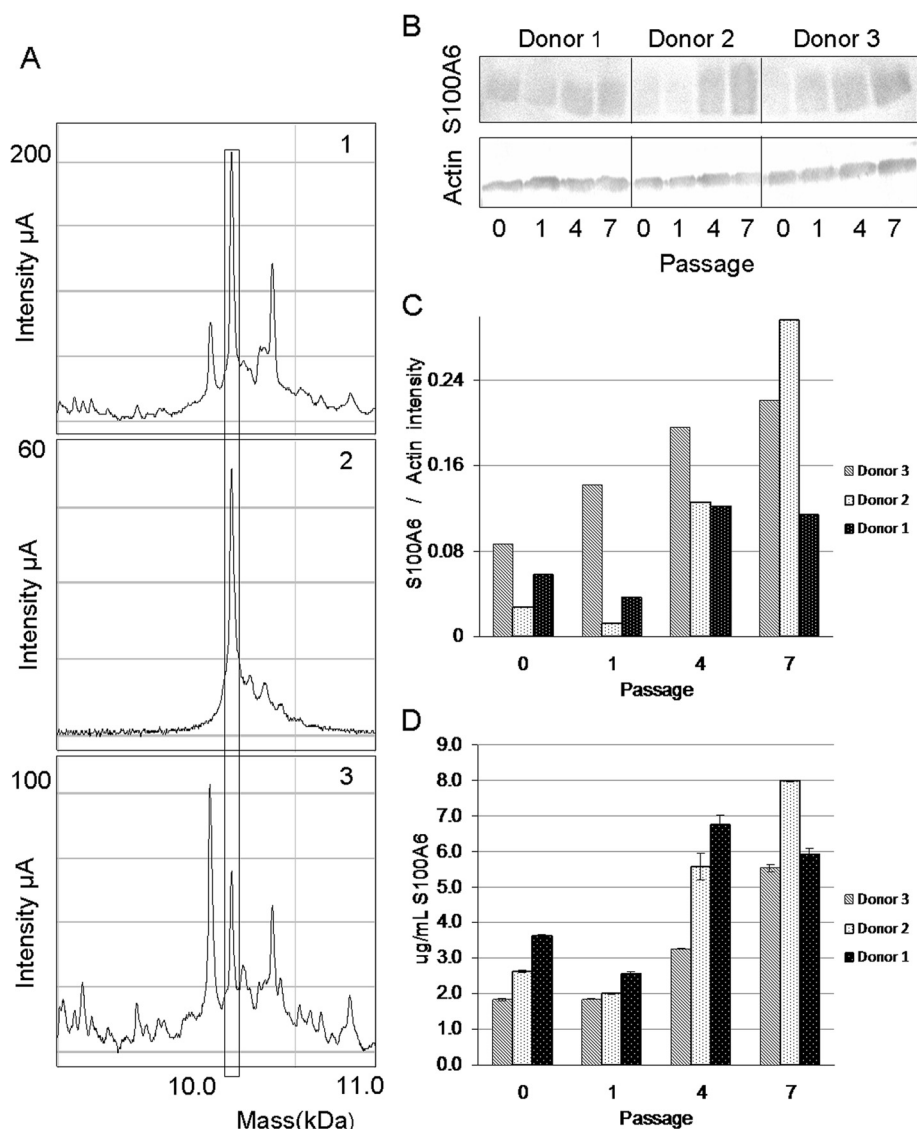 A
200
1
Intensity µA
60
2
Intensity µA
100
3
Intensity µA
10.0
11.0
Mass(kDa)
B
Donor 1
Donor 2
Donor 3
S100A6
Actin
0 1 4 7 0 1 4 7 0 1 4 7
Passage
C
S100A6 / Actin intensity
0.24
0.16
0.08
0
0 1 4 7
Passage
Donor 3
Donor 2
Donor 1
D
ug/mL S100A6
9.0
8.0
7.0
6.0
5.0
4.0
3.0
2.0
1.0
0.0
0 1 4 7
Passage
Donor 3
Donor 2
Donor 1